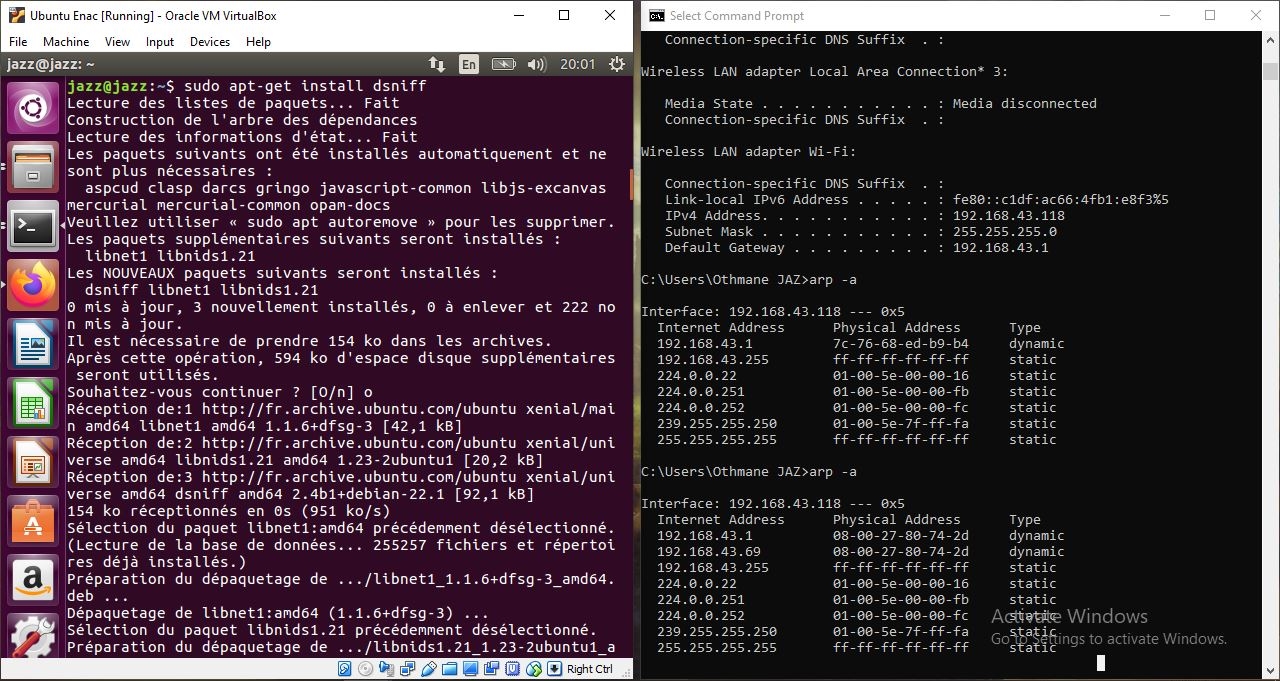 Ubuntu Enac [Running] - Oracle VM VirtualBox
File Machine View Input Devices Help
jazz@jazz: ~
En
20:01
jazz@jazz:~$ sudo apt-get install dsniff
Lecture des listes de paquets... Fait
Construction de l'arbre des dépendances
Lecture des informations d'état... Fait
Les paquets suivants ont été installés automatiquement et ne
sont plus nécessaires :
aspcud clasp darcs gringo javascript-common libjs-excanvas
mercurial mercurial-common opam-docs
Veuillez utiliser « sudo apt autoremove » pour les supprimer.
Les paquets supplémentaires suivants seront installés :
libnet1 libnids1.21
Les NOUVEAUX paquets suivants seront installés :
dsniff libnet1 libnids1.21
0 mis à jour, 3 nouvellement installés, 0 à enlever et 222 no
n mis à jour.
Il est nécessaire de prendre 154 ko dans les archives.
Après cette opération, 594 ko d'espace disque supplémentaires
seront utilisés.
Souhaitez-vous continuer ? [O/n] o
Réception de:1 http://fr.archive.ubuntu.com/ubuntu xenial/mai
n amd64 libnet1 amd64 1.1.6+dfsg-3 [42,1 kB]
Réception de:2 http://fr.archive.ubuntu.com/ubuntu xenial/uni
verse amd64 libnids1.21 amd64 1.23-2ubuntu1 [20,2 kB]
Réception de:3 http://fr.archive.ubuntu.com/ubuntu xenial/uni
verse amd64 dsniff amd64 2.4b1+debian-22.1 [92,1 kB]
154 ko réceptionnés en 0s (951 ko/s)
Sélection du paquet libnet1:amd64 précédemment désélectionné.
(Lecture de la base de données... 255257 fichiers et répertoi
res déjà installés.)
Préparation du dépaquetage de .../libnet1_1.1.6+dfsg-3_amd64.
deb ...
Dépaquetage de libnet1:amd64 (1.1.6+dfsg-3) ...
Sélection du paquet libnids1.21 précédemment désélectionné.
Préparation du dépaquetage de .../libnids1.21_1.23-2ubuntu1_a
Right Ctrl
Select Command Prompt
Connection-specific DNS Suffix . :
Wireless LAN adapter Local Area Connection* 3:
Media State . . . . . . . . . . . : Media disconnected
Connection-specific DNS Suffix . :
Wireless LAN adapter Wi-Fi:
Connection-specific DNS Suffix . :
Link-local IPv6 Address . . . . . : fe80::c1df:ac66:4fb1:e8f3%5
IPv4 Address. . . . . . . . . . . : 192.168.43.118
Subnet Mask . . . . . . . . . . . : 255.255.255.0
Default Gateway . . . . . . . . . : 192.168.43.1
C:\Users\Othmane JAZ>arp -a
Interface: 192.168.43.118 --- 0x5
Internet Address Physical Address Type
192.168.43.1 7c-76-68-ed-b9-b4 dynamic
192.168.43.255 ff-ff-ff-ff-ff-ff static
224.0.0.22 01-00-5e-00-00-16 static
224.0.0.251 01-00-5e-00-00-fb static
224.0.0.252 01-00-5e-00-00-fc static
239.255.255.250 01-00-5e-7f-ff-fa static
255.255.255.255 ff-ff-ff-ff-ff-ff static
C:\Users\Othmane JAZ>arp -a
Interface: 192.168.43.118 --- 0x5
Internet Address Physical Address Type
192.168.43.1 08-00-27-80-74-2d dynamic
192.168.43.69 08-00-27-80-74-2d dynamic
192.168.43.255 ff-ff-ff-ff-ff-ff static
224.0.0.22 01-00-5e-00-00-16 static
224.0.0.251 01-00-5e-00-00-fb static
224.0.0.252 01-00-5e-00-00-fc static
239.255.255.250 01-00-5e-7f-ff-fa static
255.255.255.255 ff-ff-ff-ff-ff-ff static
Activate Windows
Go to Settings to activate Windows.